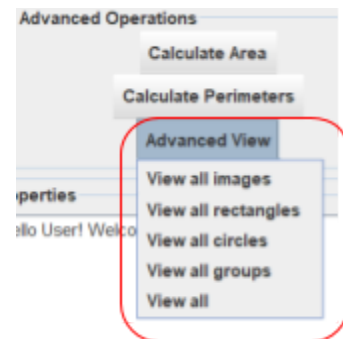 Advanced Operations
Calculate Area
Calculate Perimeters
Advanced View
View all images
operties
View all rectangles
ello User! Welco
View all circles
View all groups
View all